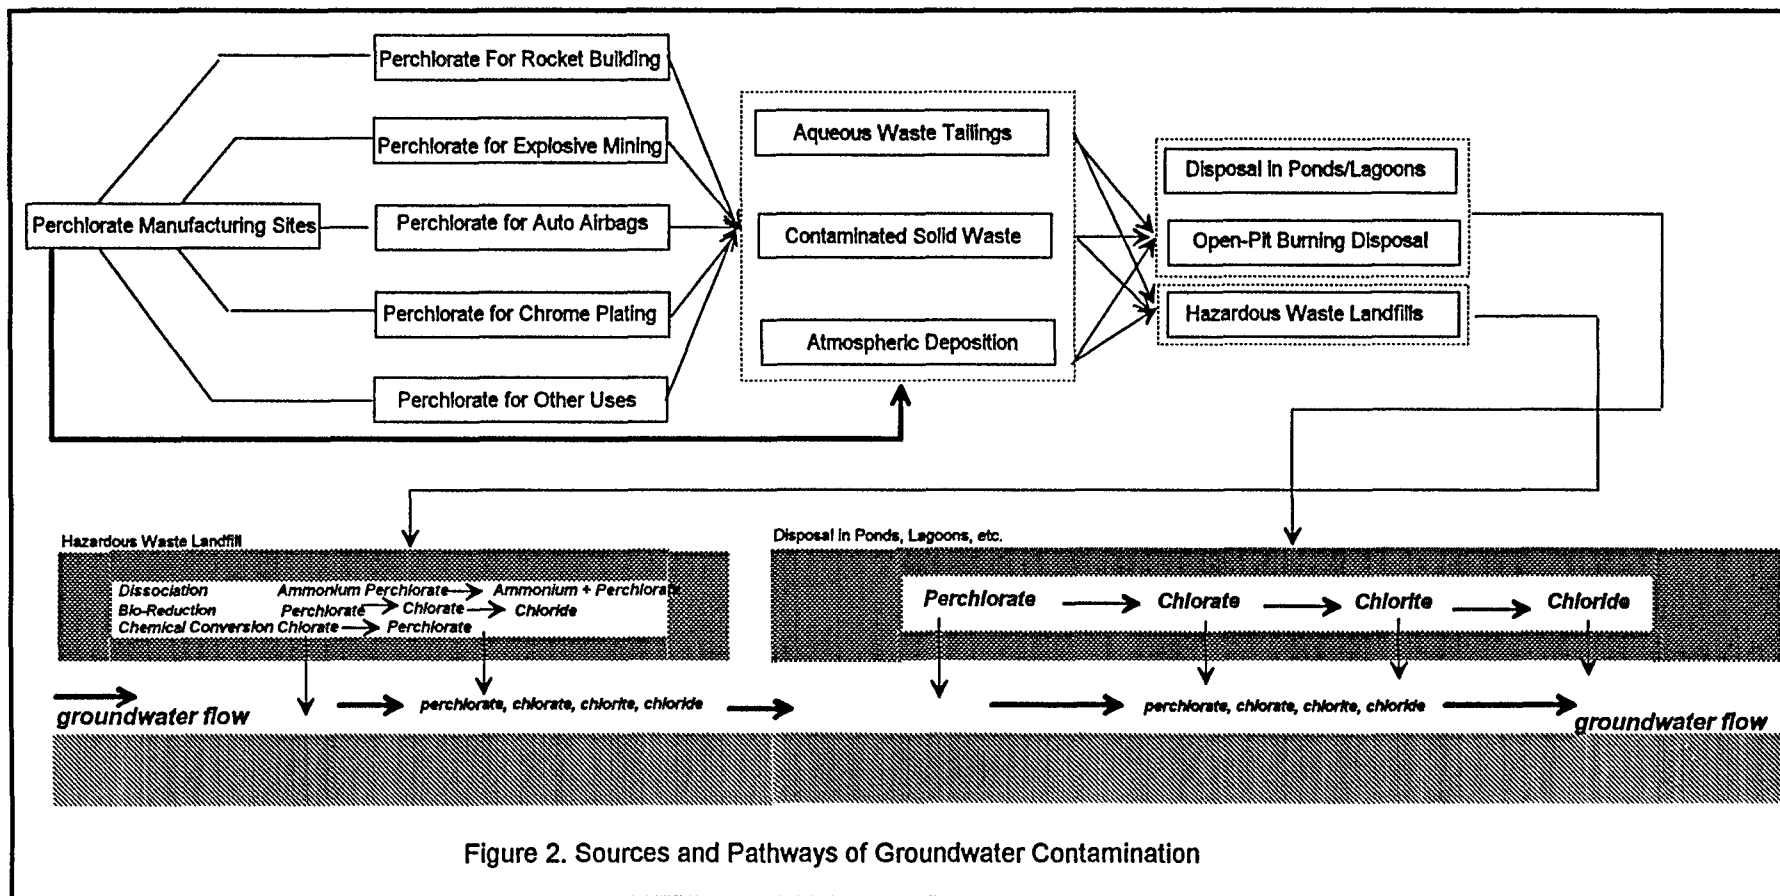 Perchlorate For Rocket Building
Perchlorate for Explosive Mining
Perchlorate Manufacturing Sites
Perchlorate for Auto Airbags
Perchlorate for Chrome Plating
Perchlorate for Other Uses
Aqueous Waste Tailings
Contaminated Solid Waste
Atmospheric Deposition
Disposal in Ponds/Lagoons
Open-Pit Burning Disposal
Hazardous Waste Landfills
Hazardous Waste Landfill
Dissociation Ammonium Perchlorate Ammonium + Perchlorate
Bio-Reduction Perchlorate Chlorate Chloride
Chemical Conversion Chlorate Perchlorate
Disposal in Ponds, Lagoons, etc.
Perchlorate Chlorate Chlorite Chloride
groundwater flow
perchlorate, chlorate, chlorite, chloride
perchlorate, chlorate, chlorite, chloride
groundwater flow
Figure 2. Sources and Pathways of Groundwater Contamination